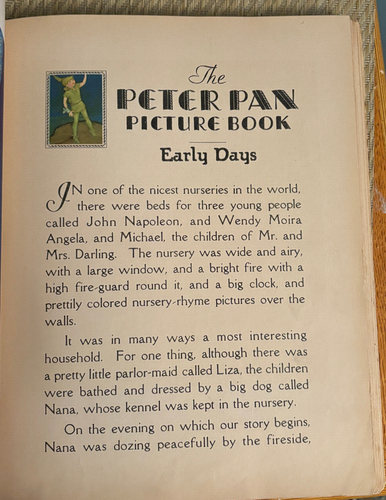 The
PETER PAN
PICTURE BOOK
Early Days
IN one of the nicest nurseries in the world,
there were beds for three young people
called John Napoleon, and Wendy Moira
Angela, and Michael, the children of Mr. and
Mrs. Darling. The nursery was wide and airy,
with a large window, and a bright fire with a
high fire-guard round it, and a big clock, and
prettily colored nursery-rhyme pictures over the
walls.
It was in many ways a most interesting
household. For one thing, although there was
a pretty little parlor-maid called Liza, the children
were bathed and dressed by a big dog called
Nana, whose kennel was kept in the nursery.
On the evening on which our story begins,
Nana was dozing peacefully by the fireside,